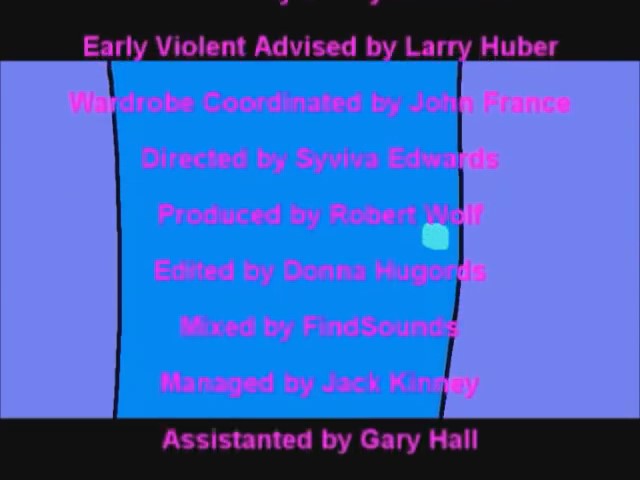 Early Violent Advised by Larry Huber
Wardrobe Coordinated by John France
Directed by Syviva Edwards
Produced by Robert Wolf
Edited by Donna Hugords
Mixed by FindSounds
Managed by Jack Kinney
Assistanted by Gary Hall